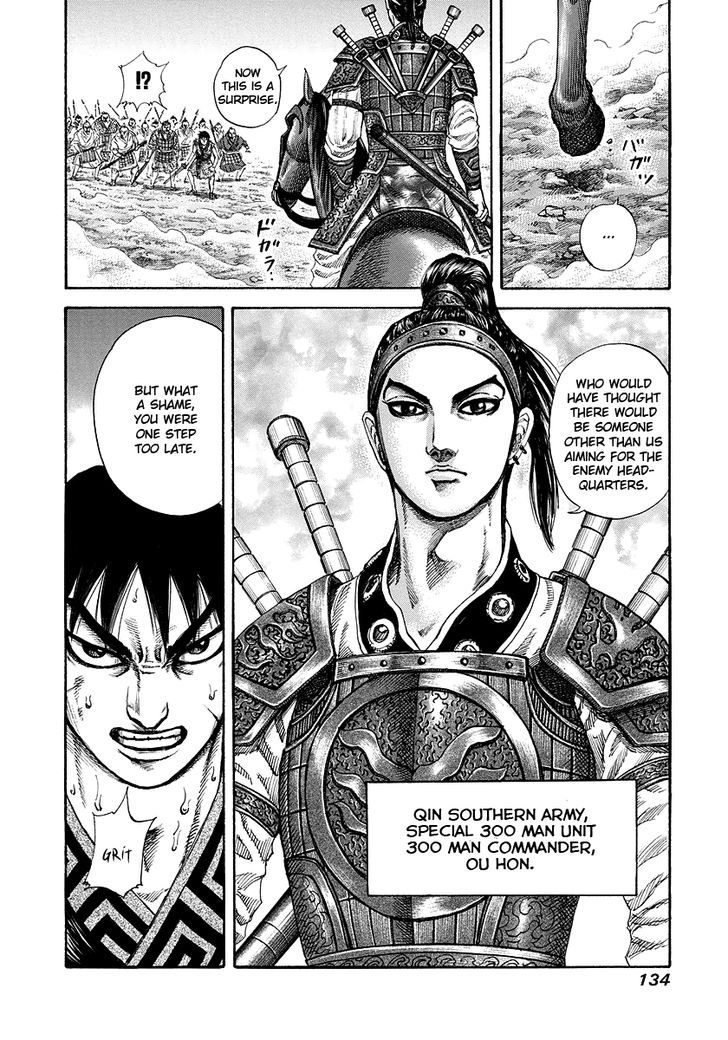 ...
バカッ
NOW
THIS IS A
SURPRISE.
!?
ドガラッ
WHO WOULD
HAVE THOUGHT
THERE WOULD
BE SOMEONE
OTHER THAN US
AIMING FOR THE
ENEMY HEAD-
QUARTERS.
QIN SOUTHERN ARMY,
SPECIAL 300 MAN UNIT
300 MAN COMMANDER,
OU HON.
BUT WHAT
A SHAME,
YOU WERE
ONE STEP
TOO LATE.
GRIT
134